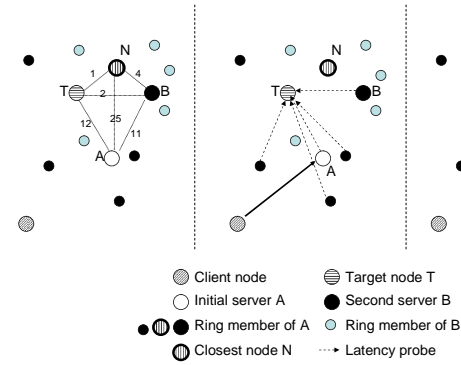 N
1
4
T
2
B
12
25
11
A
N
T
B
A
Client node
Target node T
Initial server A
Second server B
Ring member of A
Ring member of B
Closest node N
Latency probe